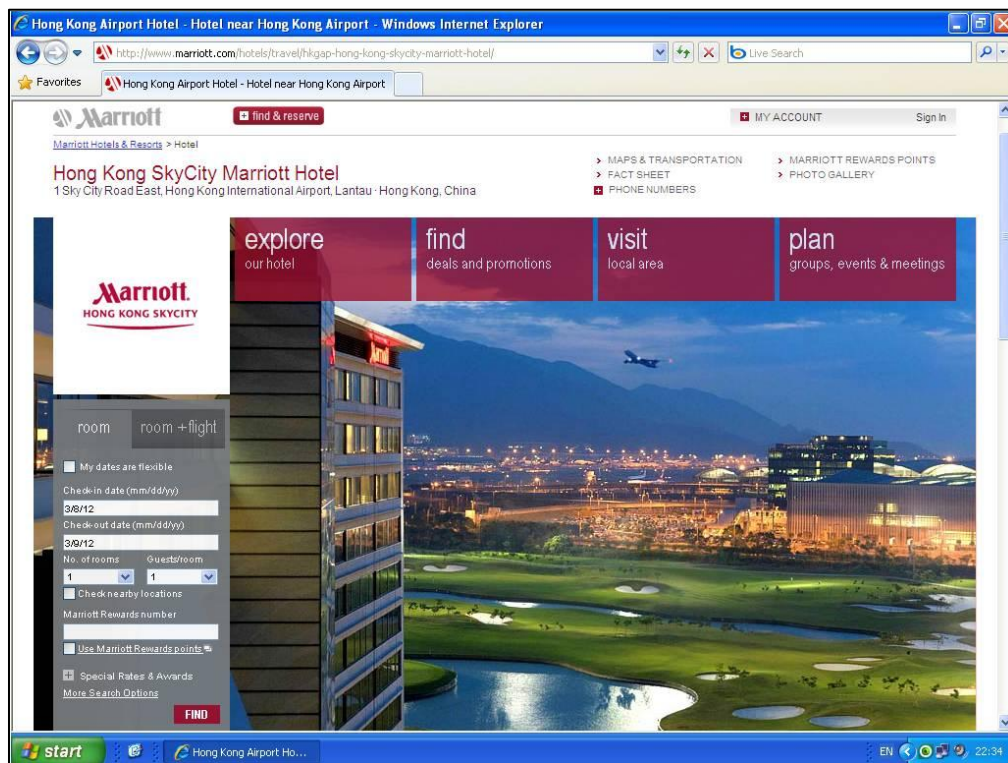 Hong Kong Airport Hotel - Hotel near Hong Kong Airport - Windows Internet Explorer
http://www.marriott.com/hotels/travel/hkgap-hong-kong-skycity-marriott-hotel/
Live Search
Favorites
Hong Kong Airport Hotel - Hotel near Hong Kong Airport
Marriott
find & reserve
MY ACCOUNT
Sign In
Marriott Hotels & Resorts > Hotel
Hong Kong SkyCity Marriott Hotel
1 Sky City Road East, Hong Kong International Airport, Lantau · Hong Kong, China
MAPS & TRANSPORTATION
FACT SHEET
PHONE NUMBERS
MARRIOTT REWARDS POINTS
PHOTO GALLERY
explore
our hotel
find
deals and promotions
visit
local area
plan
groups, events & meetings
Marriott.
HONG KONG SKYCITY
Marriott
room
room + flight
My dates are flexible
Check-in date (mm/dd/yy)
3/8/12
Check-out date (mm/dd/yy)
3/9/12
No. of rooms Guests/room
1 1
Check nearby locations
Marriott Rewards number
Use Marriott Rewards points
Special Rates & Awards
More Search Options
FIND
start
Hong Kong Airport Ho...
EN
22:34